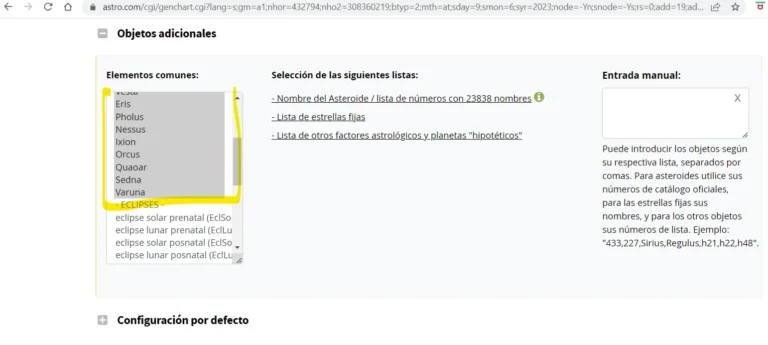 astro.com/cgi/genchart.cgi?lang=s;gm=a1;nhor=432794;nho2=308360219;btyp=2;mth=at;sday=9;smon=6;syr=2023;node=-Yn;snode=-Ys;rs=0;add=19;ad...
Objetos adicionales
Elementos comunes:
Vesta
Eris
Pholus
Nessus
Ixion
Orcus
Quaoar
Sedna
Varuna
- ECLIPSES -
eclipse solar prenatal (EclSo
eclipse lunar prenatal (EclLu
eclipse solar posnatal (EclSo
eclipse lunar posnatal (EclLu
Selección de las siguientes listas:
- Nombre del Asteroide / lista de números con 23838 nombres
- Lista de estrellas fijas
- Lista de otros factores astrológicos y planetas "hipotéticos"
Entrada manual:
X
Puede introducir los objetos según
su respectiva lista, separados por
comas. Para asteroides utilice sus
números de catálogo oficiales,
para las estrellas fijas sus
nombres, y para los otros objetos
sus números de lista. Ejemplo:
"433,227,Sirius,Regulus,h21,h22,h48".
Configuración por defecto